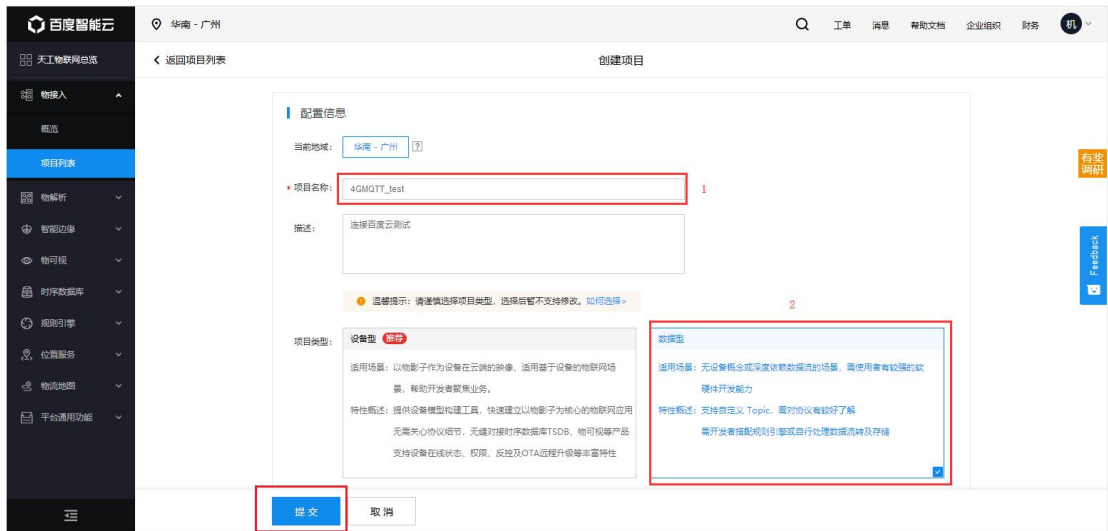 百度智能云
华南 - 广州
工单 消息 帮助文档 企业组织 财务 机
天工物联网总览
返回项目列表
创建项目
物接入
概览
项目列表
物解析
智能边缘
物可视
时序数据库
规则引擎
位置服务
物流地图
平台通用功能
配置信息
当前地域： 华南 - 广州 ?
* 项目名称： 4GMQTT_test 1
描述： 连接百度云测试
温馨提示：请谨慎选择项目类型，选择后暂不支持修改。如何选择>
2
项目类型： 设备型 推荐
适用场景：以物影子作为设备在云端的映像，适用基于设备的物联网场
景，帮助开发者聚焦业务。
特性概述：提供设备模型构建工具，快速建立以物影子为核心的物联网应用
无需关心协议细节，无缝对接时序数据库TSDB、物可视等产品
支持设备在线状态、权限、反控及OTA远程升级等丰富特性
数据型
适用场景：无设备概念或深度依赖数据流的场景，需使用者有较强的软
硬件开发能力
特性概述：支持自定义 Topic，需对协议有较好了解
需开发者搭配规则引擎或自行处理数据流转及存储
提交 取消
有奖
调研
Feedback